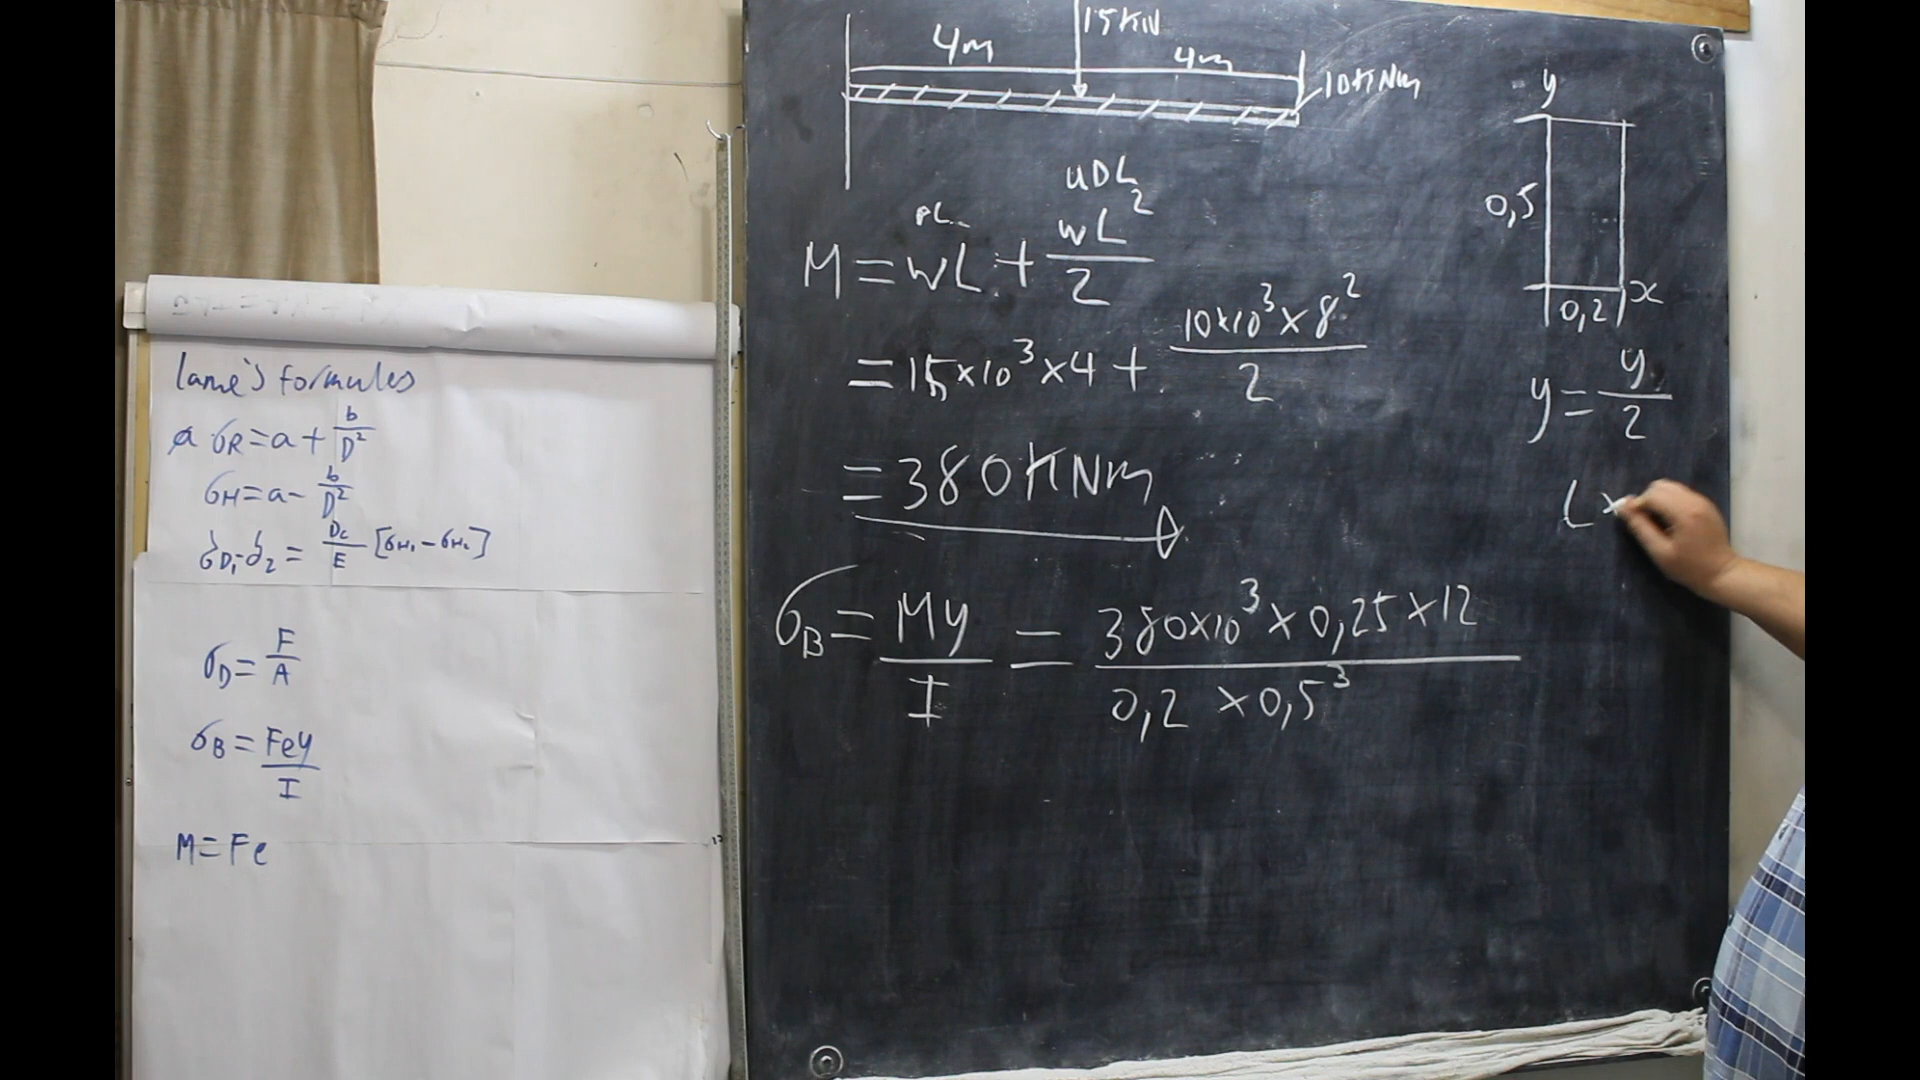 lame's formules
σR = a + b/D²
σH = a - b/D²
δD₁-δ₂ = Dc/E [σH₁ - σH₂]
σD = F/A
σB = Fey/I
M = Fe
15KN
4m 4m
10KNm
UDL
PL
M = WL + wL²/2
= 15×10³×4 + 10×10³×8²/2
= 380KNm
σB = My/I = 380×10³×0,25×12 / 0,2×0,5³
y
0,5
0,2 x
y = y/2
I x